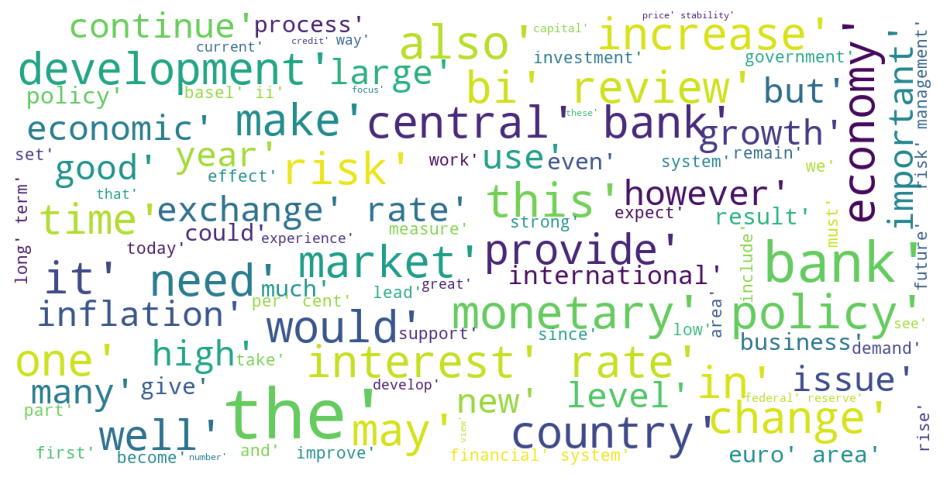 continue' process' also' increase'
current' credit' way' capital' price' stability'
development' large' investment' government'
policy' basel' ii' focus' bi' review' but'
economic' make' central' bank' these' growth'
economy' important' management' risk'
set' good' year' risk' work' use' even' system' remain' we'
effect' that' this' however'
long' term' time' exchange' rate' strong' expect' result' must'
today' could' experience' measure' provide'
it' need' market' international' include' bank' future'
much' per' cent' lead' great'
inflation' would' support' monetary' since' low' area' policy' see'
one' high' take' interest' rate' business' demand'
many' give' develop' new' level' in' issue'
part' the' may' view' federal' reserve' change' rise'
well' country'
first' become' number' and' improve' financial' system' euro' area'